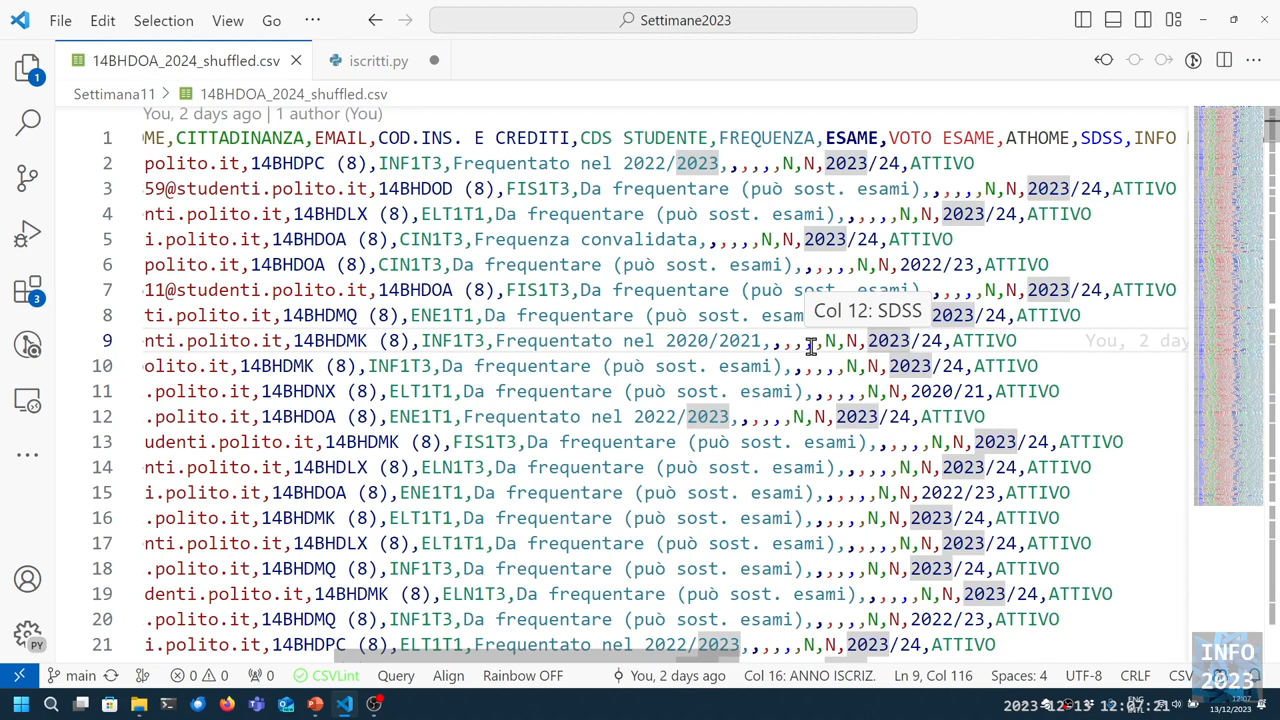 File Edit Selection View Go ··· Settimane2023
14BHDOA_2024_shuffled.csv iscritti.py
Settimana11 > 14BHDOA_2024_shuffled.csv
You, 2 days ago | 1 author (You)
1 ME,CITTADINANZA,EMAIL,COD.INS. E CREDITI,CDS STUDENTE,FREQUENZA,ESAME,VOTO ESAME,ATHOME,SDSS,INFO
2 polito.it,14BHDPC (8),INF1T3,Frequentato nel 2022/2023,,,,,,N,N,2023/24,ATTIVO
3 59@studenti.polito.it,14BHDOD (8),FIS1T3,Da frequentare (può sost. esami),,,,,,N,N,2023/24,ATTIVO
4 nti.polito.it,14BHDLX (8),ELT1T1,Da frequentare (può sost. esami),,,,,,N,N,2023/24,ATTIVO
5 i.polito.it,14BHDOA (8),CIN1T3,Frequenza convalidata,,,,,,N,N,2023/24,ATTIVO
6 polito.it,14BHDOA (8),CIN1T3,Da frequentare (può sost. esami),,,,,,N,N,2022/23,ATTIVO
7 11@studenti.polito.it,14BHDOA (8),FIS1T3,Da frequentare (può sost. esami),,,,,,N,N,2023/24,ATTIVO
Col 12: SDSS
8 ti.polito.it,14BHDMQ (8),ENE1T1,Da frequentare (può sost. esam 2023/24,ATTIVO
9 nti.polito.it,14BHDMK (8),INF1T3,Frequentato nel 2020/2021,,,,,,N,N,2023/24,ATTIVO You, 2 day
10 olito.it,14BHDMK (8),INF1T3,Da frequentare (può sost. esami),,,,,,N,N,2023/24,ATTIVO
11 .polito.it,14BHDNX (8),ELT1T1,Da frequentare (può sost. esami),,,,,,N,N,2020/21,ATTIVO
12 .polito.it,14BHDOA (8),ENE1T1,Frequentato nel 2022/2023,,,,,,N,N,2023/24,ATTIVO
13 udenti.polito.it,14BHDMK (8),FIS1T3,Da frequentare (può sost. esami),,,,,,N,N,2023/24,ATTIVO
14 nti.polito.it,14BHDLX (8),ELN1T3,Da frequentare (può sost. esami),,,,,,N,N,2023/24,ATTIVO
15 i.polito.it,14BHDOA (8),ENE1T1,Da frequentare (può sost. esami),,,,,,N,N,2022/23,ATTIVO
16 .polito.it,14BHDMK (8),ELT1T1,Da frequentare (può sost. esami),,,,,,N,N,2023/24,ATTIVO
17 nti.polito.it,14BHDLX (8),ELT1T1,Da frequentare (può sost. esami),,,,,,N,N,2023/24,ATTIVO
18 .polito.it,14BHDMQ (8),INF1T3,Da frequentare (può sost. esami),,,,,,N,N,2023/24,ATTIVO
19 denti.polito.it,14BHDMK (8),ELN1T3,Da frequentare (può sost. esami),,,,,,N,N,2023/24,ATTIVO
20 .polito.it,14BHDMQ (8),INF1T3,Da frequentare (può sost. esami),,,,,,N,N,2022/23,ATTIVO
21 i.polito.it,14BHDPC (8),ELT1T1,Frequentato nel 2022/2023,,,,,,N,N,2023/24,ATTIVO
1
3
PY
INFO
2023
main 0 0 0 CSVLint Query Align Rainbow OFF You, 2 days ago Col 16: ANNO ISCRIZ. Ln 9, Col 116 Spaces: 4 UTF-8 CRLF CSV
2023-12-13 12:07:21
ENG
12:07
13/12/2023